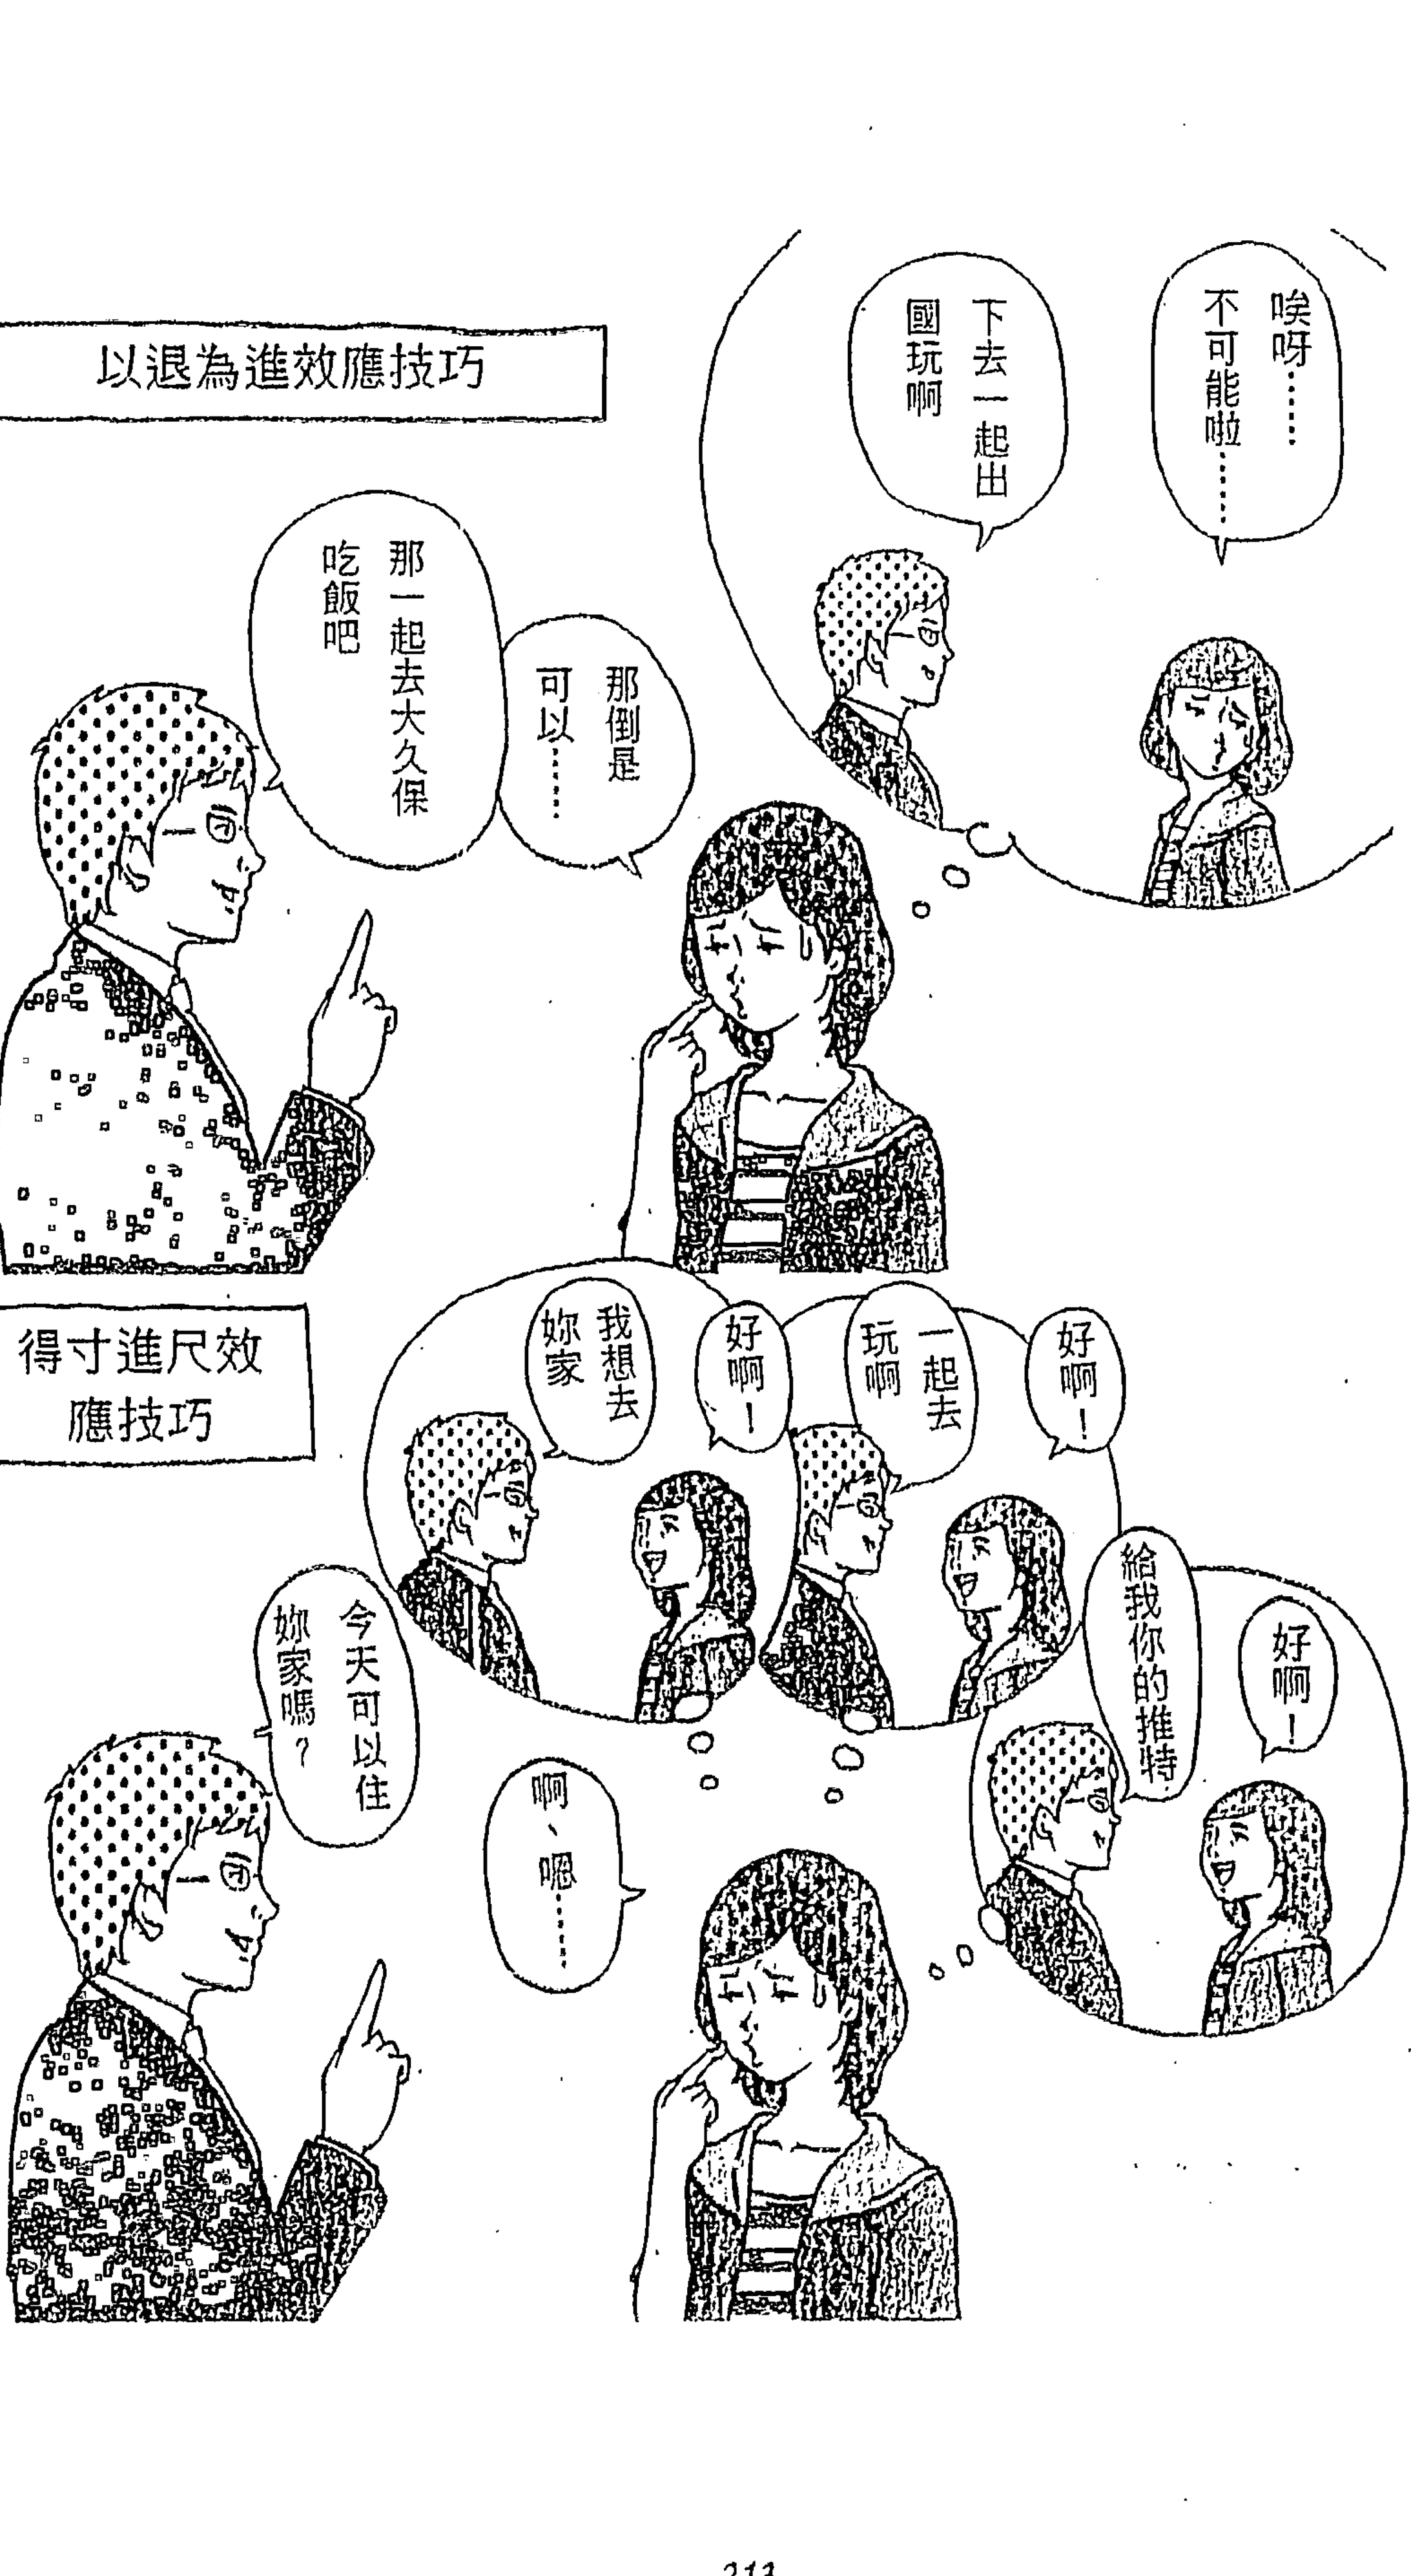 以退為進效應技巧
唉呀……
不可能啦……
下去一起出
國玩啊
那倒是
可以……
那一起去大久保
吃飯吧
得寸進尺效
應技巧
好啊！
給我你的推特
好啊！
一起去
玩啊
好啊！
我想去
妳家
啊、嗯……
今天可以住
妳家嗎？
213